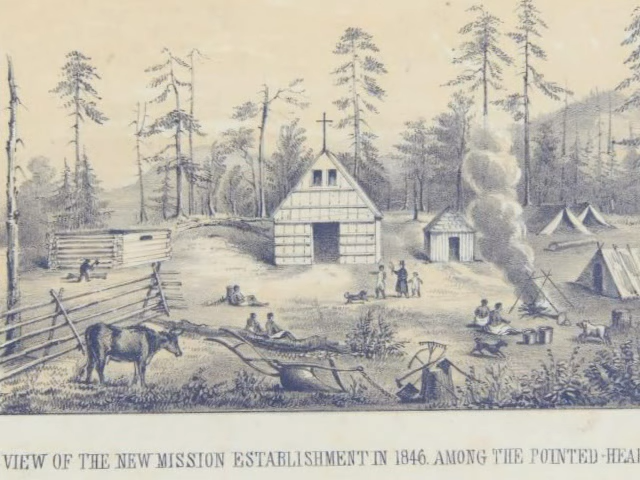 VIEW OF THE NEW MISSION ESTABLISHMENT IN 1846. AMONG THE POINTED-HEA